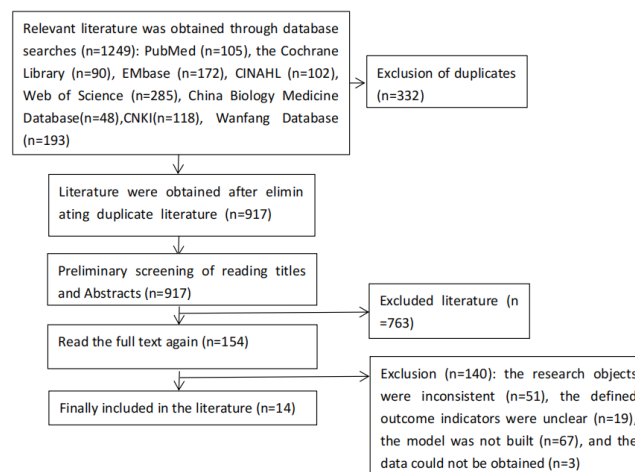 Relevant literature was obtained through database
searches (n=1249): PubMed (n=105), the Cochrane
Library (n=90), EMbase (n=172), CINAHL (n=102),
Web of Science (n=285), China Biology Medicine
Database(n=48),CNKI(n=118), Wanfang Database
(n=193)
Exclusion of duplicates
(n=332)
Literature were obtained after elimin
ating duplicate literature (n=917)
Preliminary screening of reading titles
and Abstracts (n=917)
Excluded literature (n
=763)
Read the full text again (n=154)
Exclusion (n=140): the research objects
were inconsistent (n=51), the defined
outcome indicators were unclear (n=19),
the model was not built (n=67), and the
data could not be obtained (n=3)
Finally included in the literature (n=14)